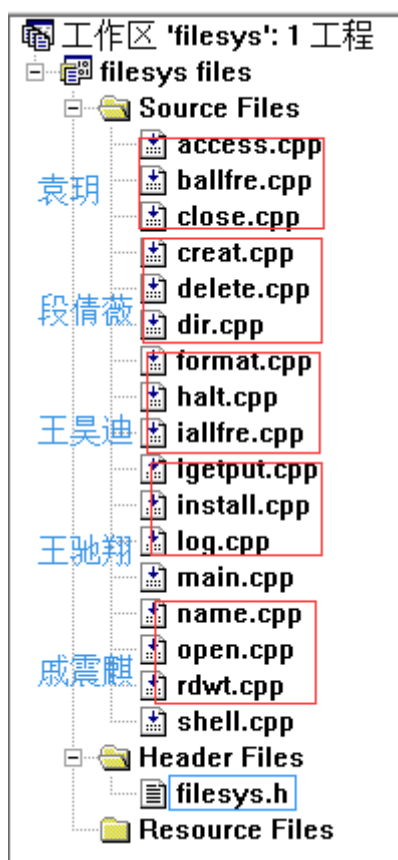 工作区 'filesys': 1 工程
filesys files
Source Files
access.cpp
袁玥 ballfre.cpp
close.cpp
creat.cpp
delete.cpp
段倩薇 dir.cpp
format.cpp
halt.cpp
王昊迪 iallfre.cpp
igetput.cpp
install.cpp
王驰翔 log.cpp
main.cpp
name.cpp
open.cpp
戚震麒 rdwt.cpp
shell.cpp
Header Files
filesys.h
Resource Files